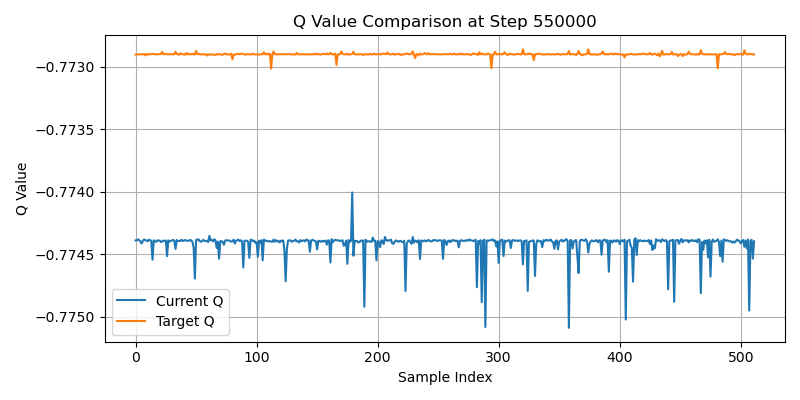 Q Value Comparison at Step 550000
Q Value
−0.7730
−0.7735
−0.7740
−0.7745
−0.7750
Current Q
Target Q
0 100 200 300 400 500
Sample Index